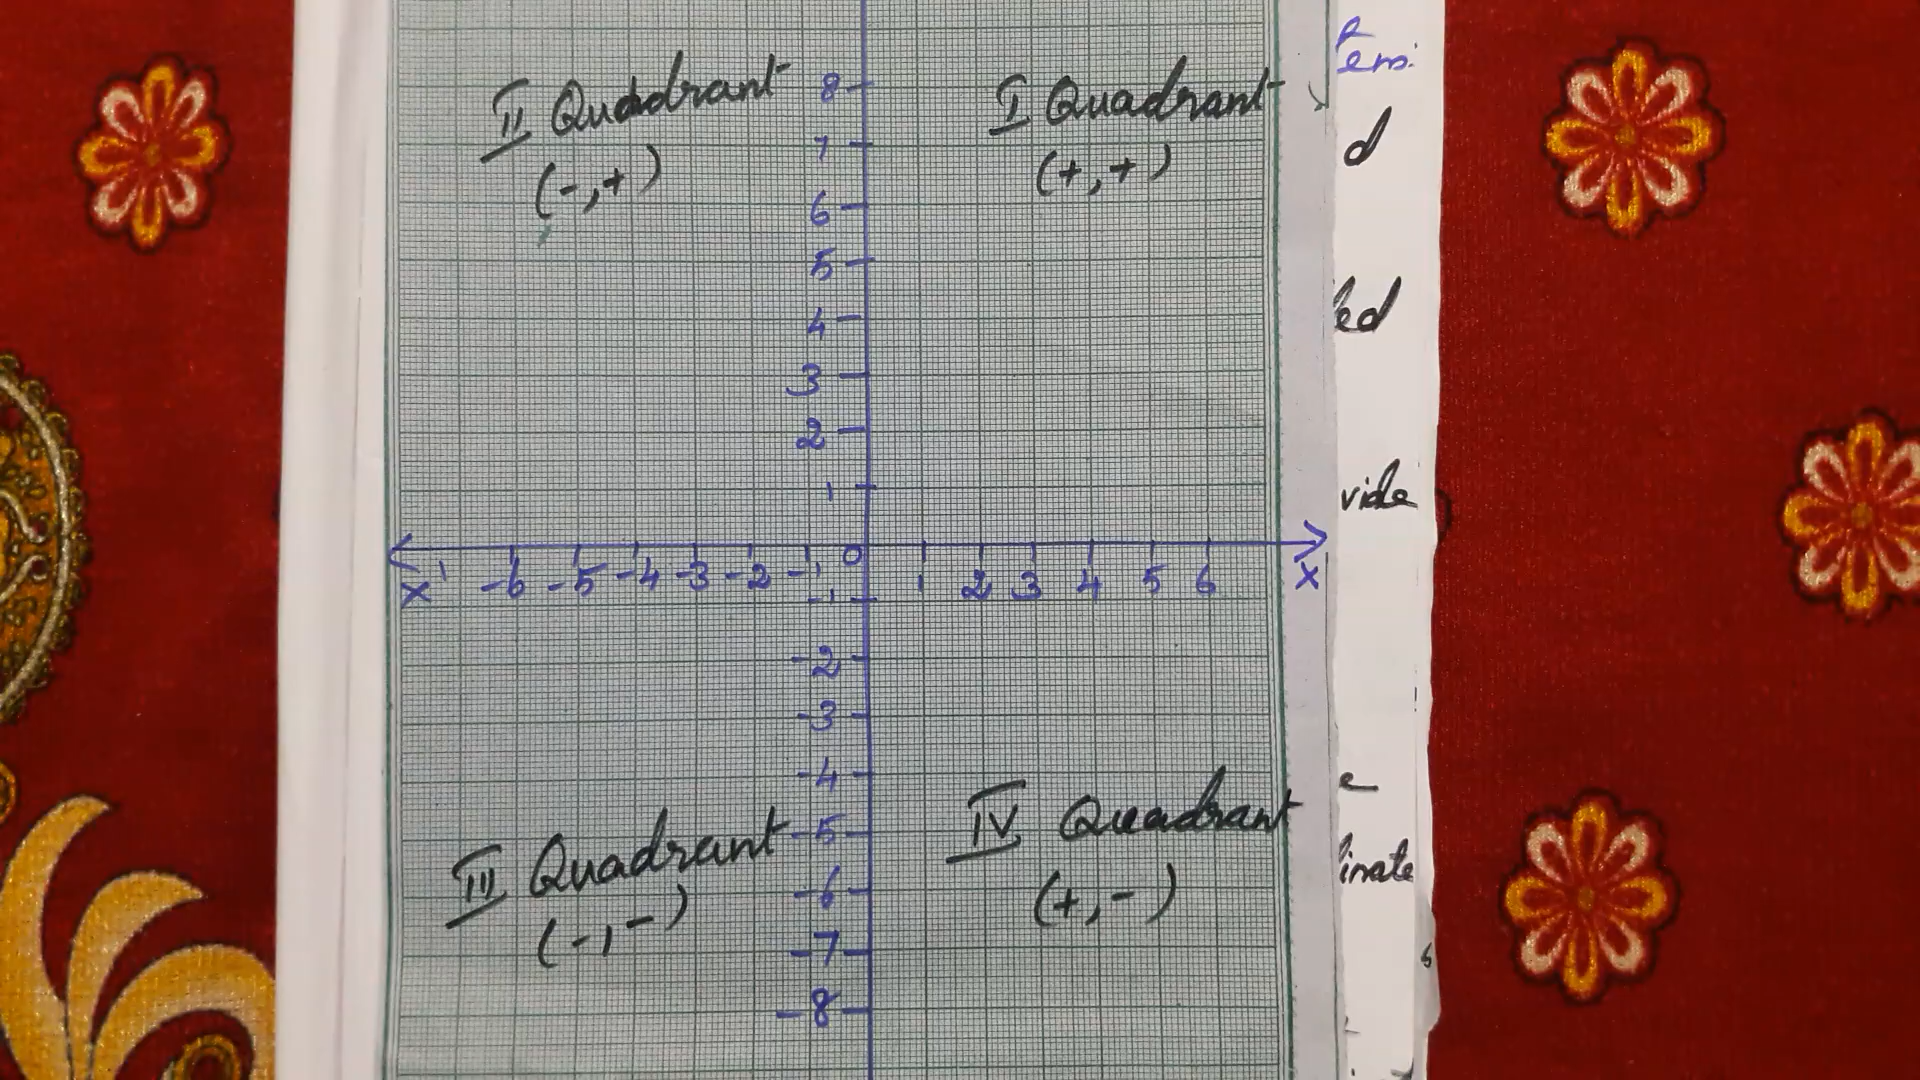 II Quadrant
(-,+)
I Quadrant
(+,+)
8
7
6
5
4
3
2
1
X' -6 -5 -4 -3 -2 -1 0 1 2 3 4 5 6 X
-1
-2
-3
-4
-5
-6
-7
-8
III Quadrant
(-,-)
IV Quadrant
(+,-)
em.
d
led
vide
e
inate
s